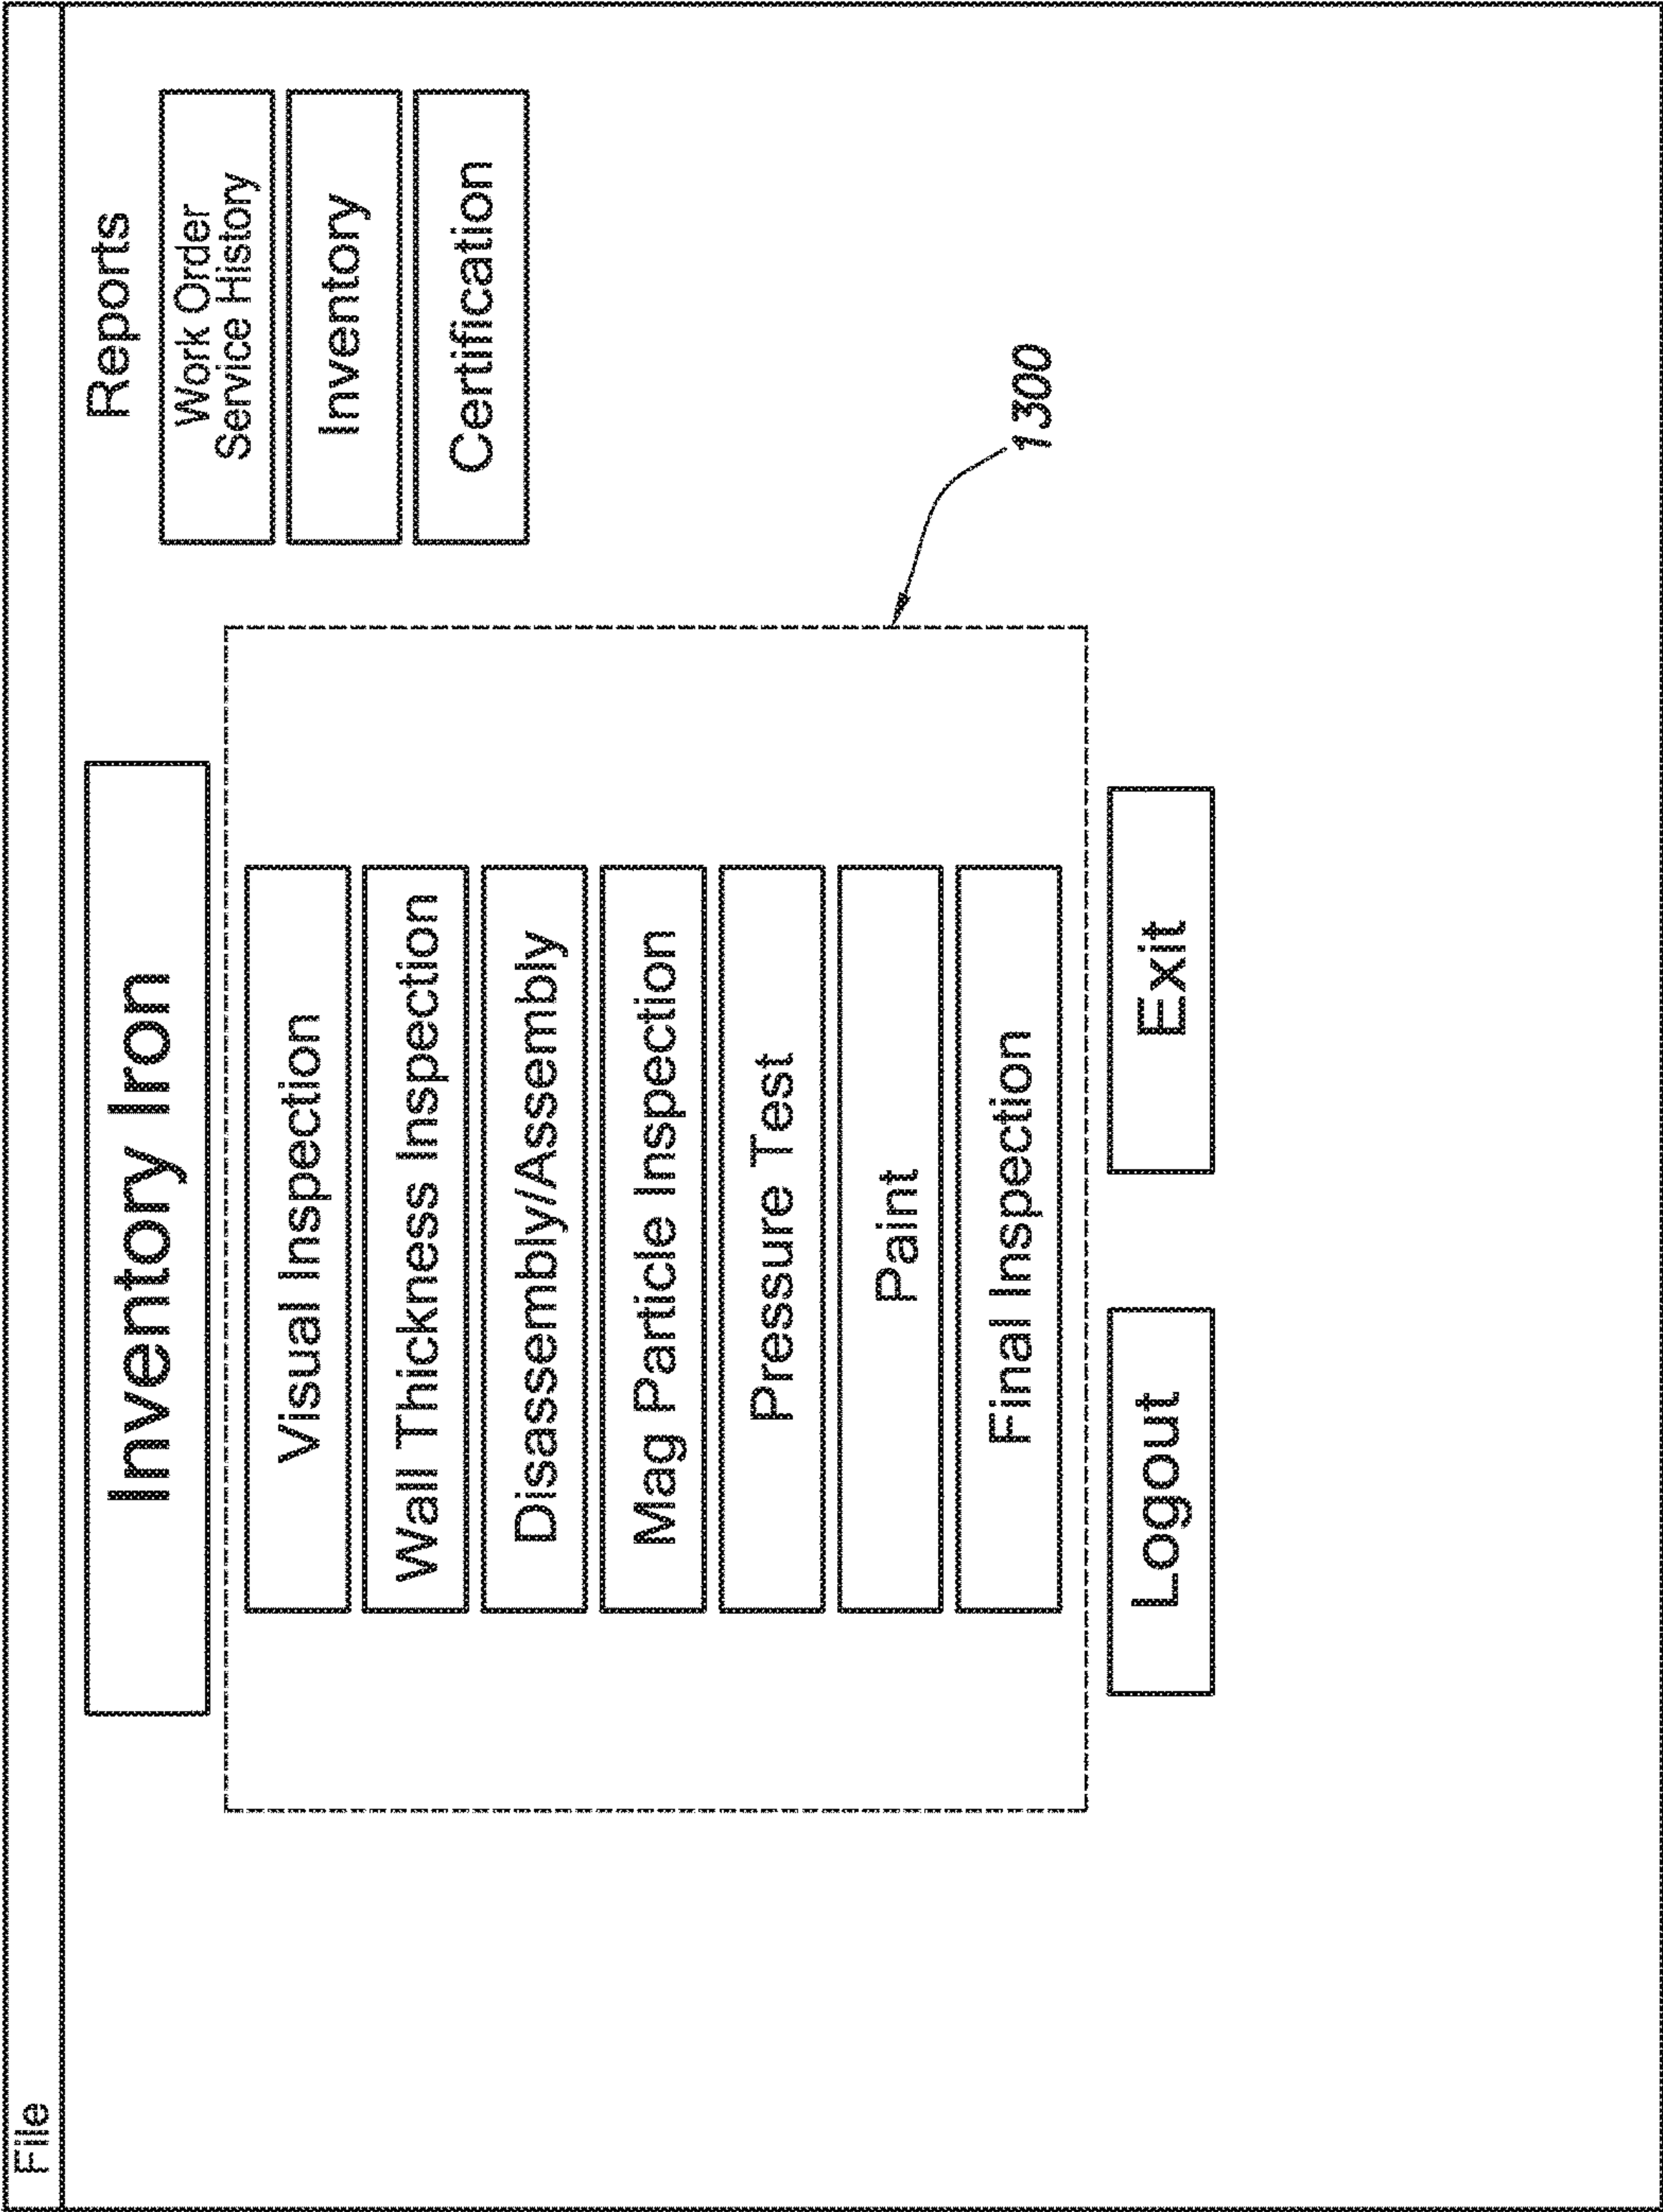 File
Inventory Iron
Visual Inspection
Wall Thickness Inspection
Disassembly/Assembly
Mag Particle Inspection
Pressure Test
Paint
Final Inspection
Logout
Exit
Reports
Work Order
Service History
Inventory
Certification
1300